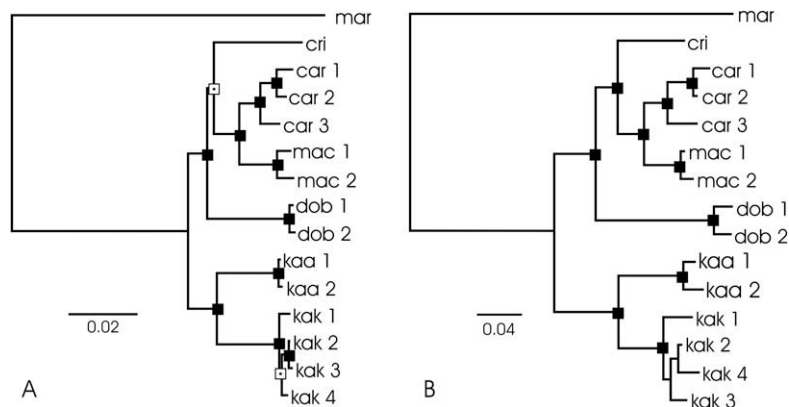 mar
cri
car 1
car 2
car 3
mac 1
mac 2
dob 1
dob 2
kaa 1
kaa 2
kak 1
kak 2
kak 3
kak 4
0.02
A
mar
cri
car 1
car 2
car 3
mac 1
mac 2
dob 1
dob 2
kaa 1
kaa 2
kak 1
kak 2
kak 4
kak 3
0.04
B